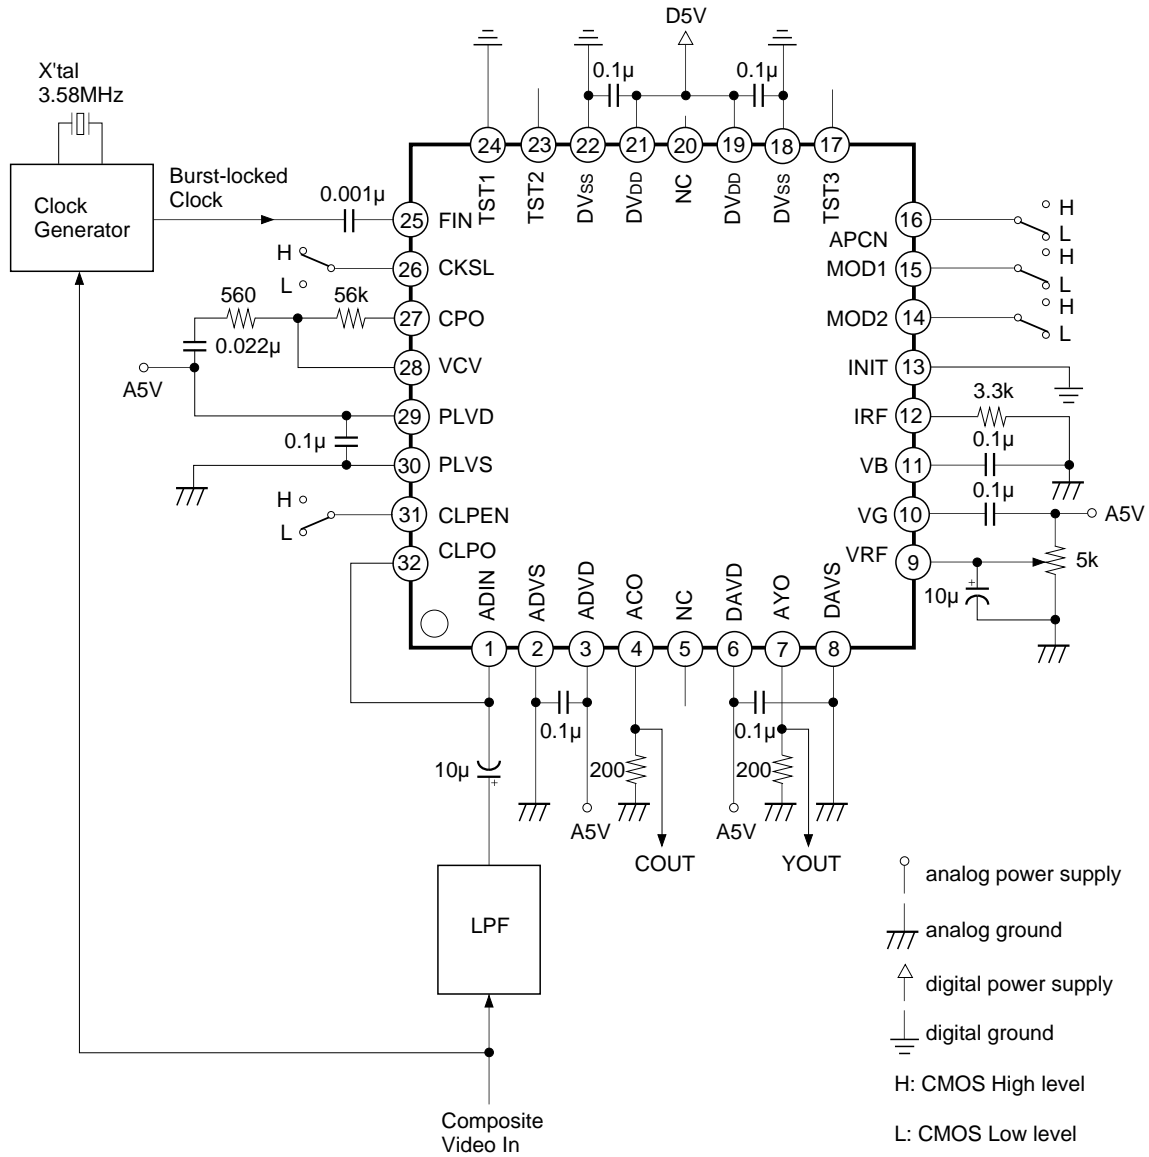 D5V
X'tal
3.58MHz
0.1µ
0.1µ
24
23
22
21
20
19
18
17
TST1
TST2
DVSS
DVDD
NC
DVDD
DVSS
TST3
Clock
Generator
Burst-locked
Clock
0.001µ
25
FIN
H
L
26
CKSL
560
56k
27
CPO
0.022µ
28
VCV
A5V
29
PLVD
0.1µ
30
PLVS
H
L
31
CLPEN
32
CLPO
16
APCN
H
L
15
MOD1
H
L
14
MOD2
H
L
13
INIT
12
IRF
3.3k
11
VB
0.1µ
10
VG
0.1µ
A5V
9
VRF
5k
10µ
ADIN
ADVS
ADVD
ACO
NC
DAVD
AYO
DAVS
1
2
3
4
5
6
7
8
0.1µ
0.1µ
10µ
200
200
A5V
A5V
COUT
YOUT
LPF
Composite
Video In
analog power supply
analog ground
digital power supply
digital ground
H: CMOS High level
L: CMOS Low level